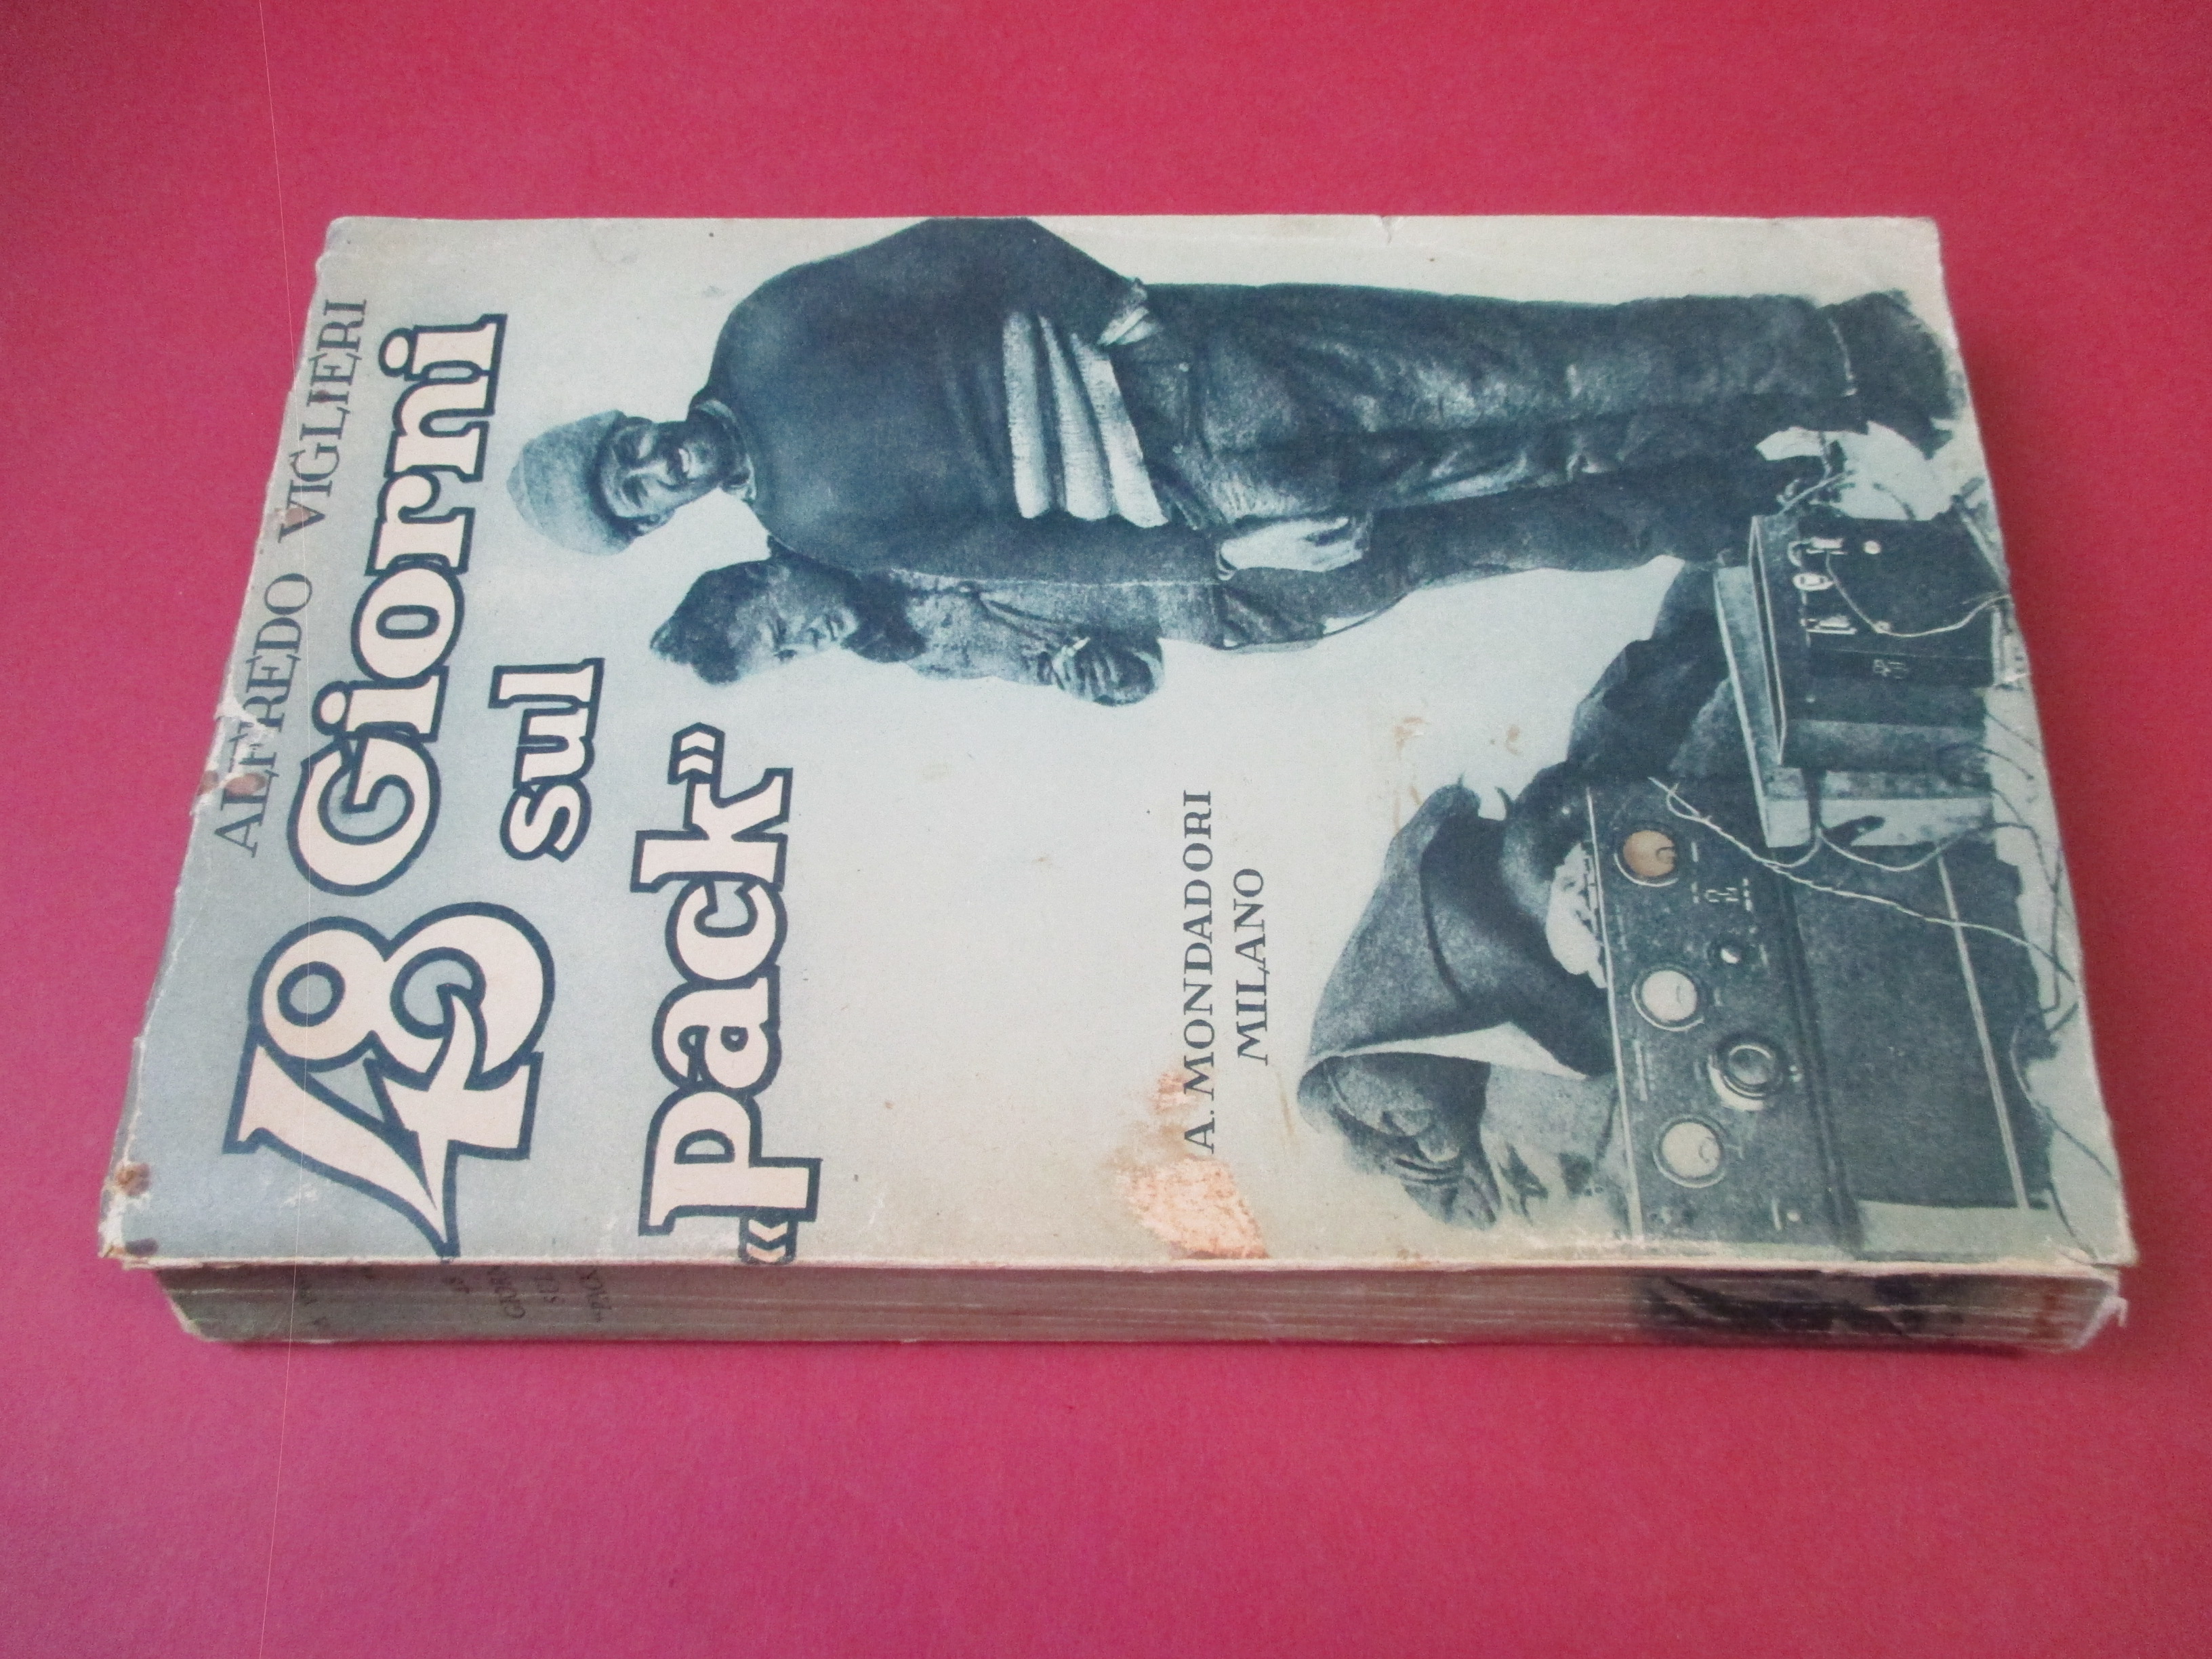 ALFREDO VIGLIERI
48 Giorni
sul
«pack»
A. MONDADORI
MILANO